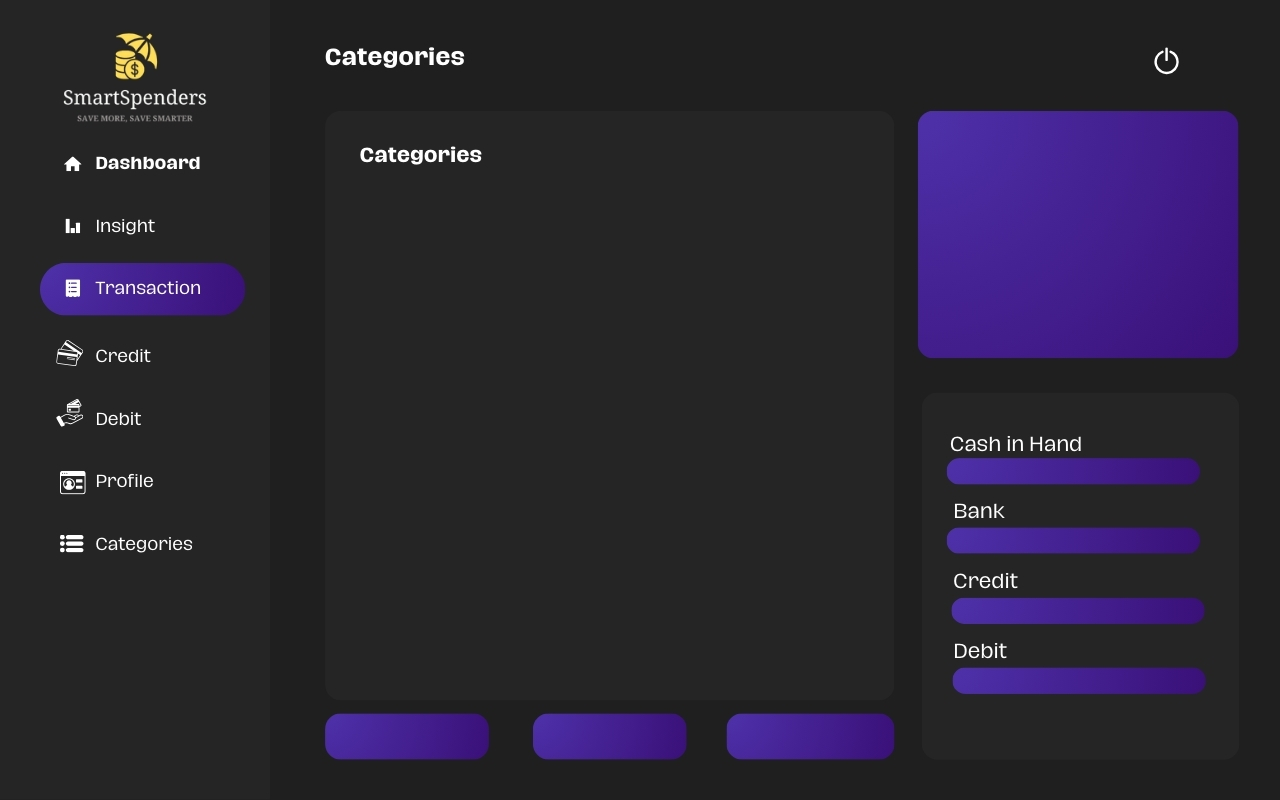 SmartSpenders
SAVE MORE, SAVE SMARTER
Dashboard
Insight
Transaction
Credit
Debit
Profile
Categories
Categories
Categories
Cash in Hand
Bank
Credit
Debit